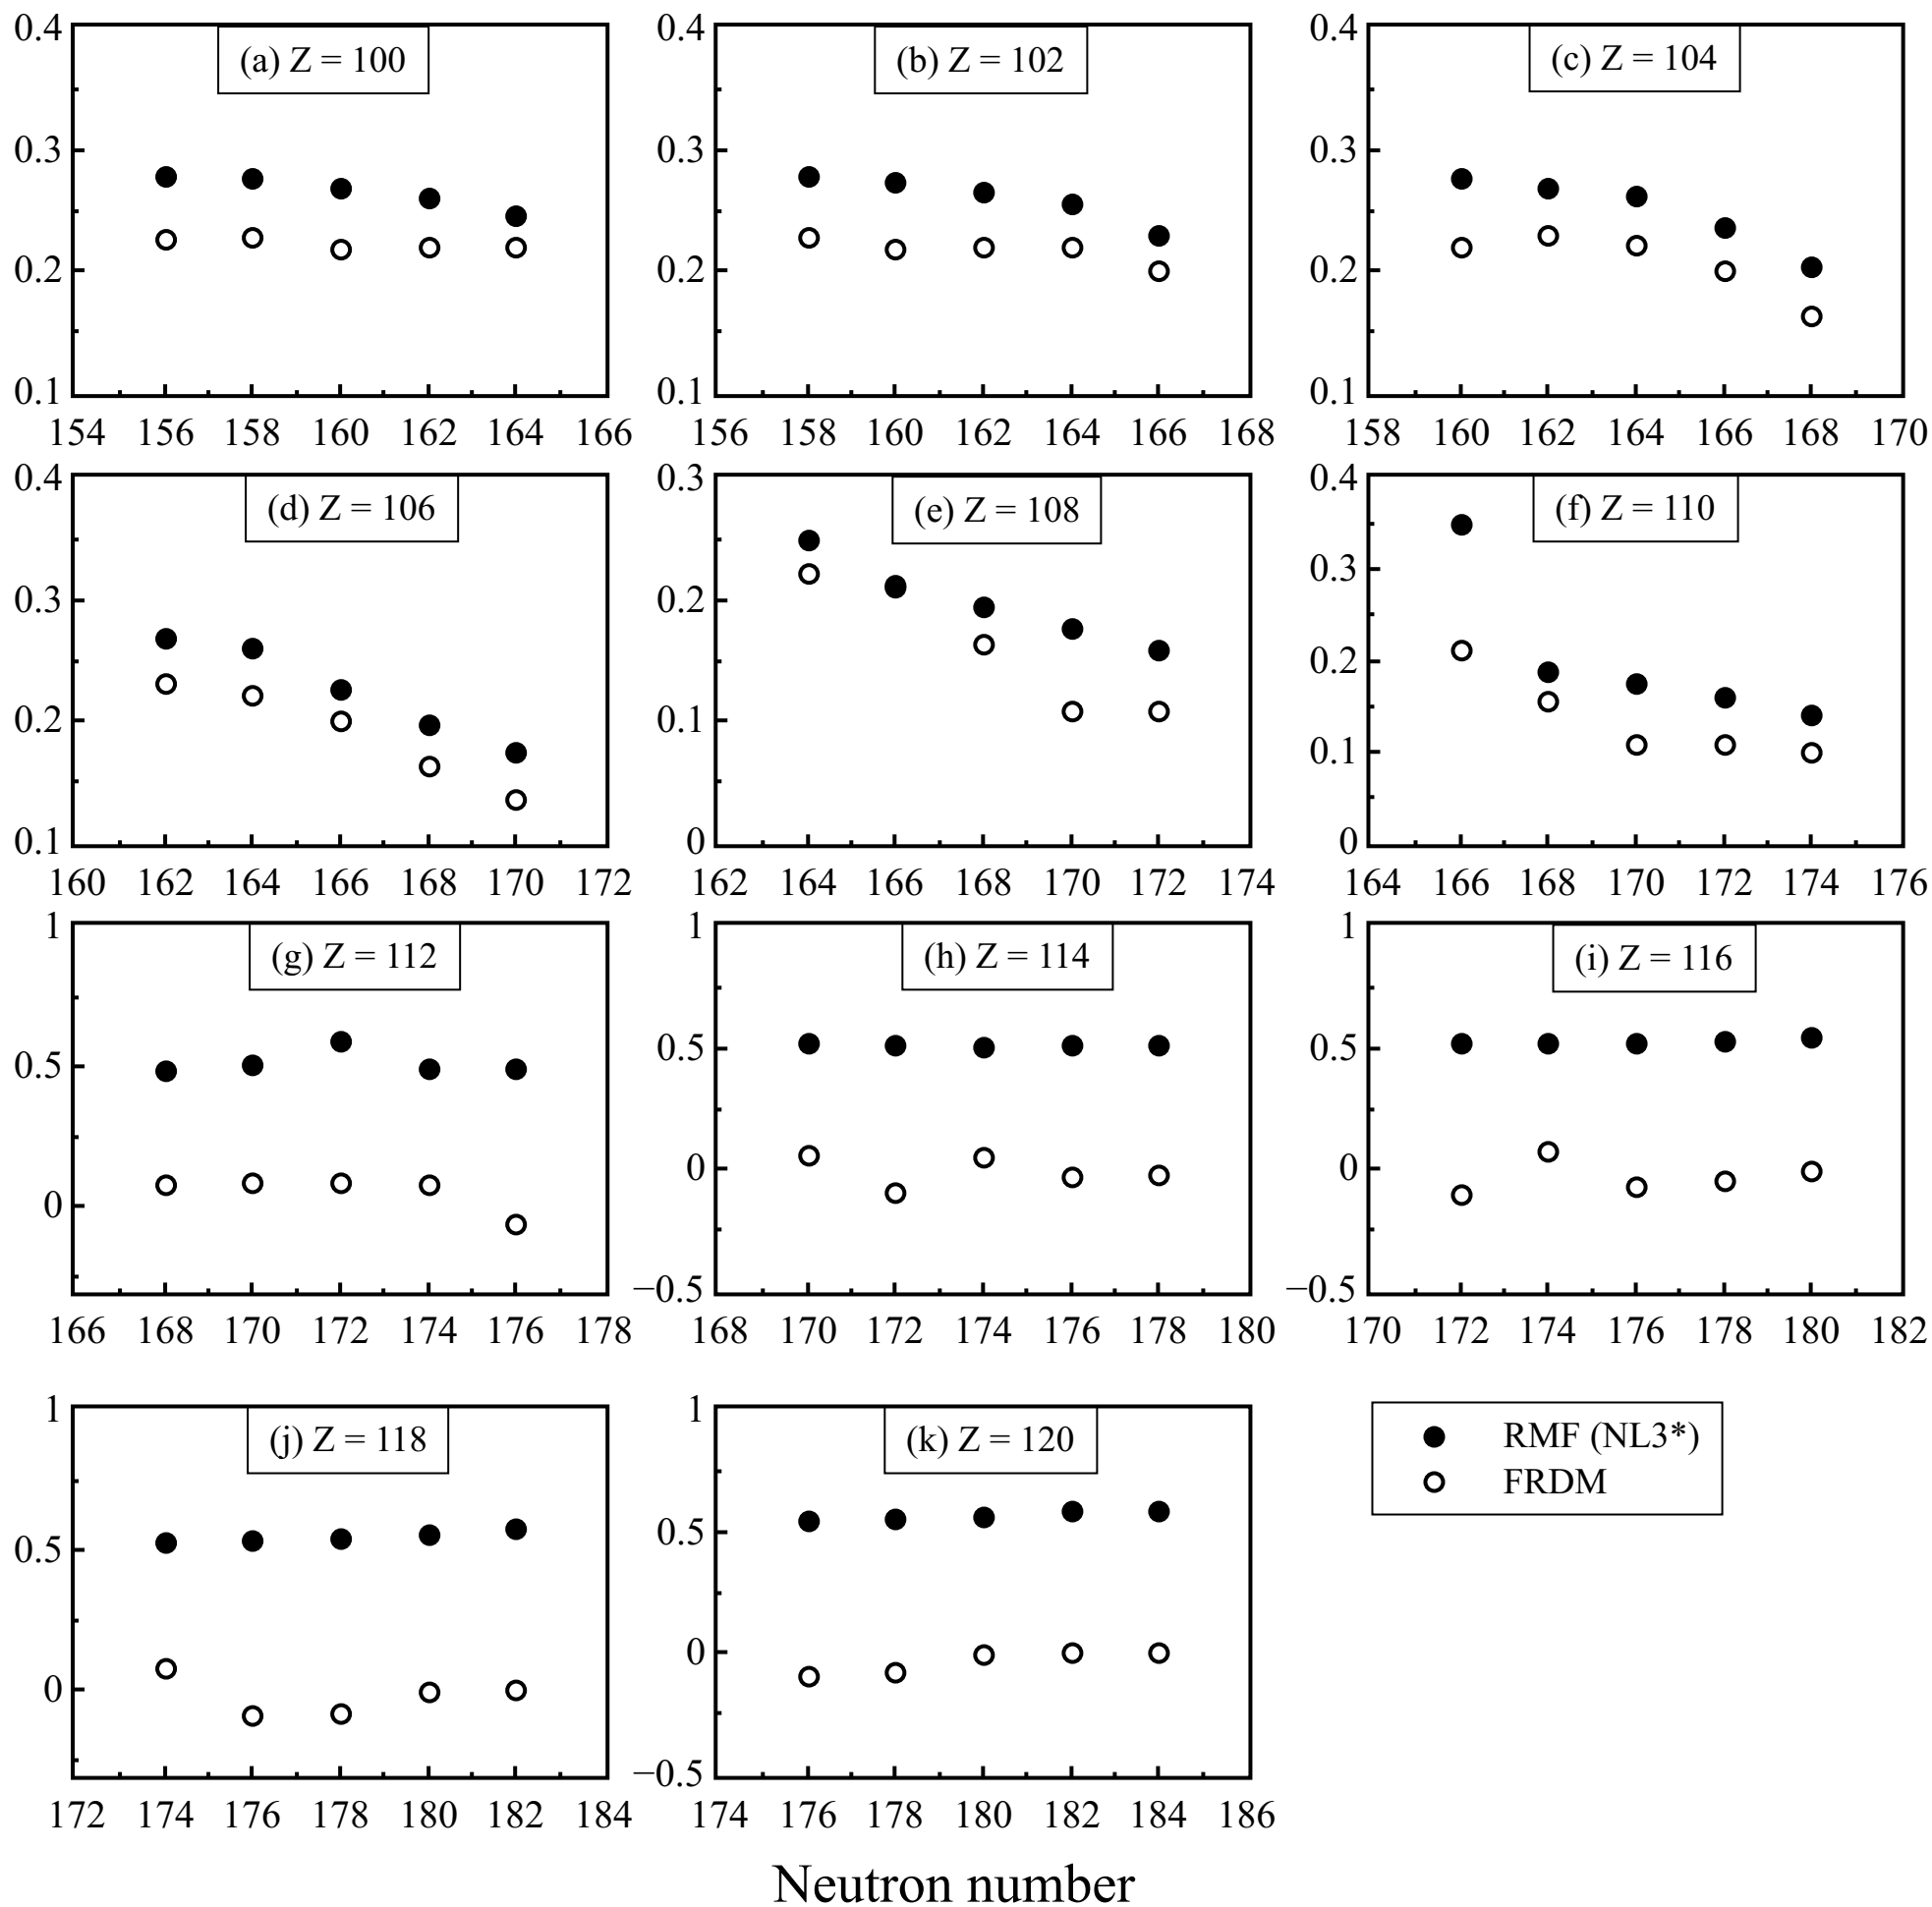 0.4 0.3 0.2 0.1
(a) Z = 100
154 156 158 160 162 164 166
0.4 0.3 0.2 0.1
(b) Z = 102
156 158 160 162 164 166 168
0.4 0.3 0.2 0.1
(c) Z = 104
158 160 162 164 166 168 170
0.4 0.3 0.2 0.1
(d) Z = 106
160 162 164 166 168 170 172
0.3 0.2 0.1 0
(e) Z = 108
162 164 166 168 170 172 174
0.4 0.3 0.2 0.1 0
(f) Z = 110
164 166 168 170 172 174 176
1 0.5 0
(g) Z = 112
166 168 170 172 174 176 178
1 0.5 0 −0.5
(h) Z = 114
168 170 172 174 176 178 180
1 0.5 0 −0.5
(i) Z = 116
170 172 174 176 178 180 182
1 0.5 0
(j) Z = 118
172 174 176 178 180 182 184
1 0.5 0 −0.5
(k) Z = 120
174 176 178 180 182 184 186
RMF (NL3*)
FRDM
Neutron number